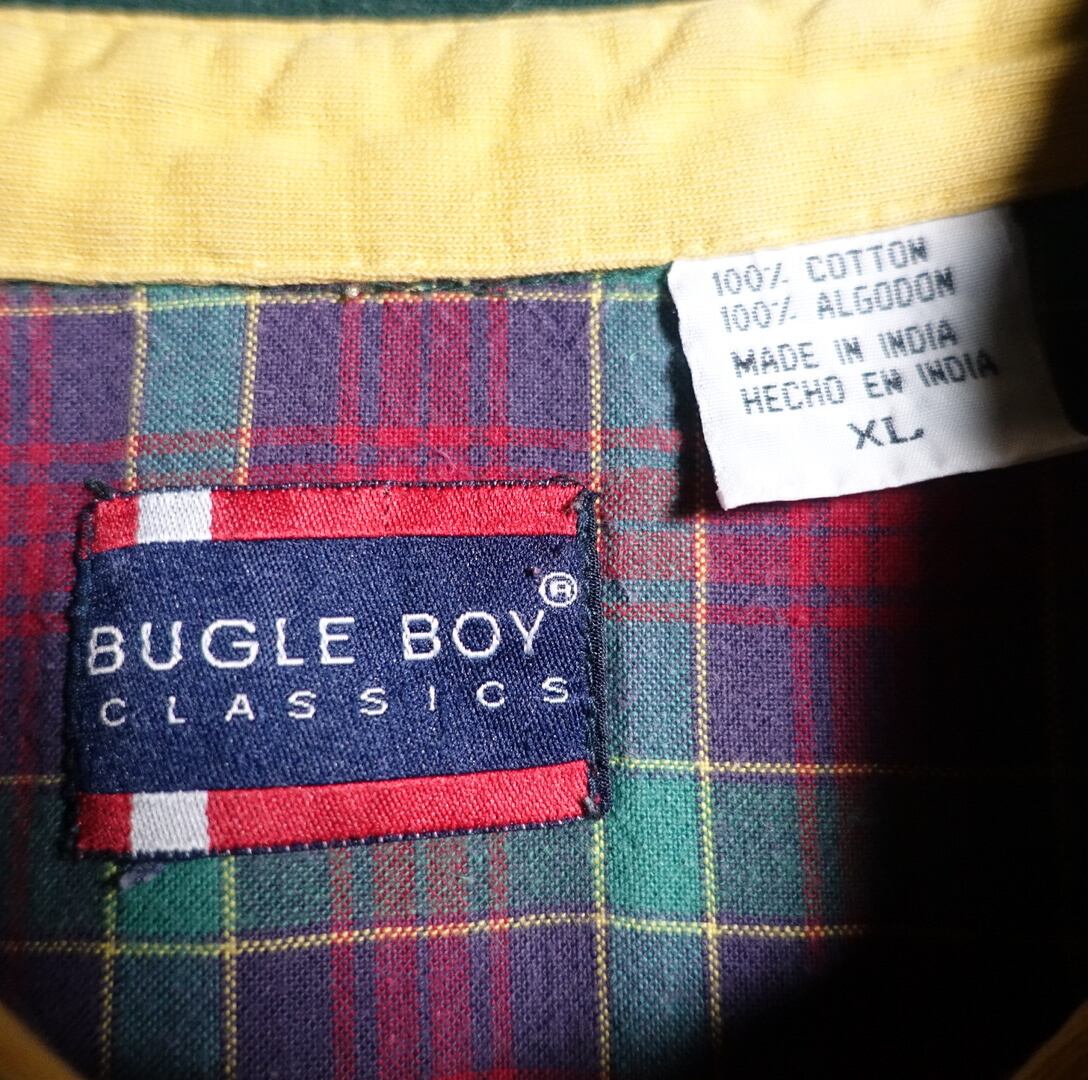 100% COTTON
100% ALGODON
MADE IN INDIA
HECHO EN INDIA
XL
BUGLE BOY®
CLASSICS